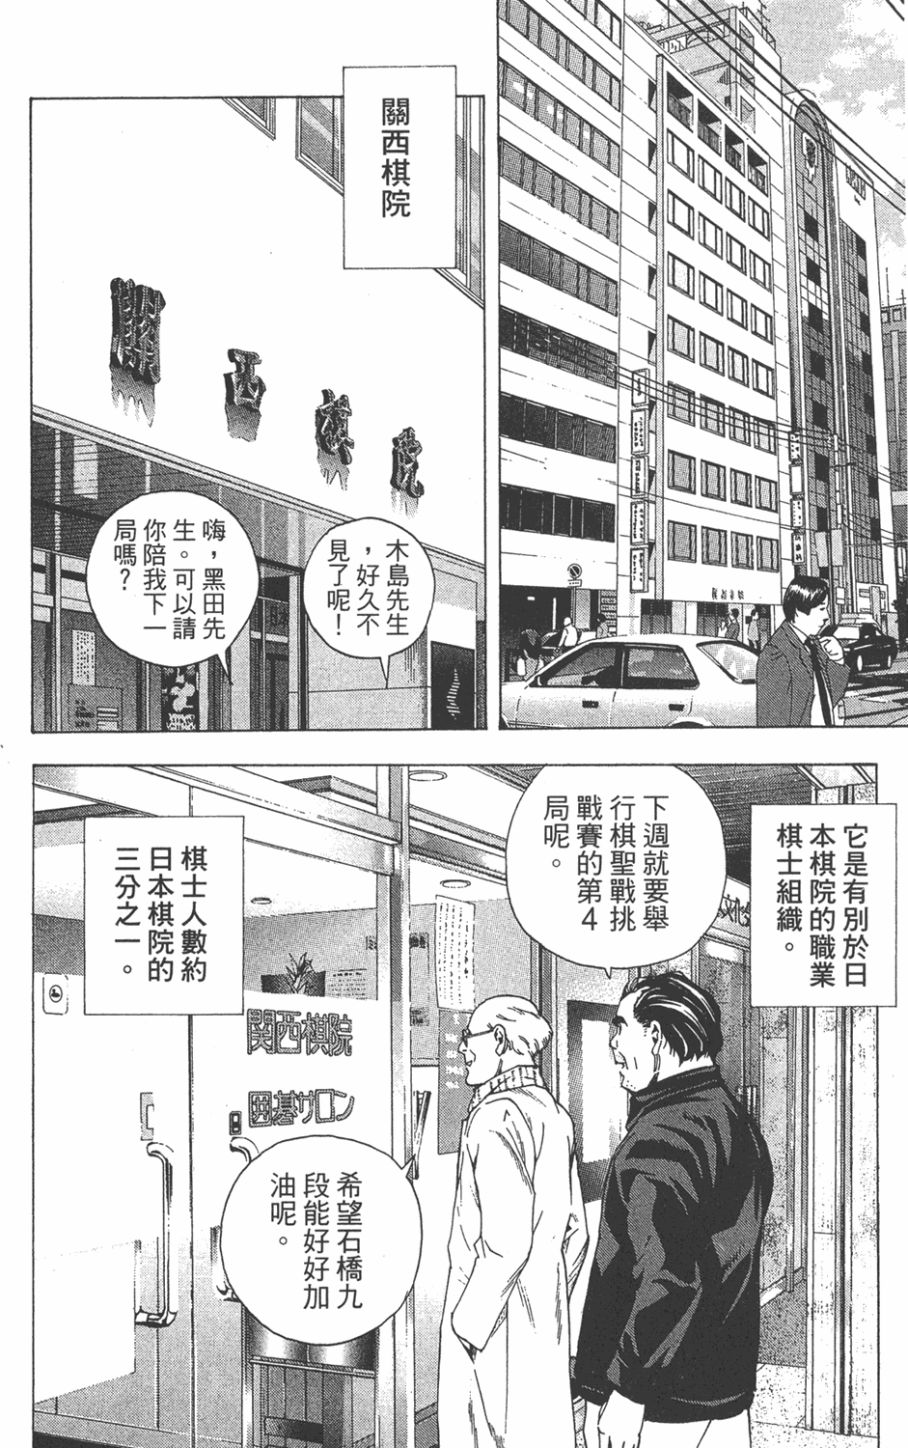 關西棋院
西
木島先生
，好久不
見了呢！
嗨，黑田先
生。可以請
你陪我下一
局嗎？
它是有別於日
本棋院的職業
棋士組織。
下週就要舉
行棋聖戰挑
戰賽的第4
局呢。
棋士人數約
日本棋院的
三分之一。
関西棋院
囲碁サロン
希望石橋九
段能好好加
油呢。